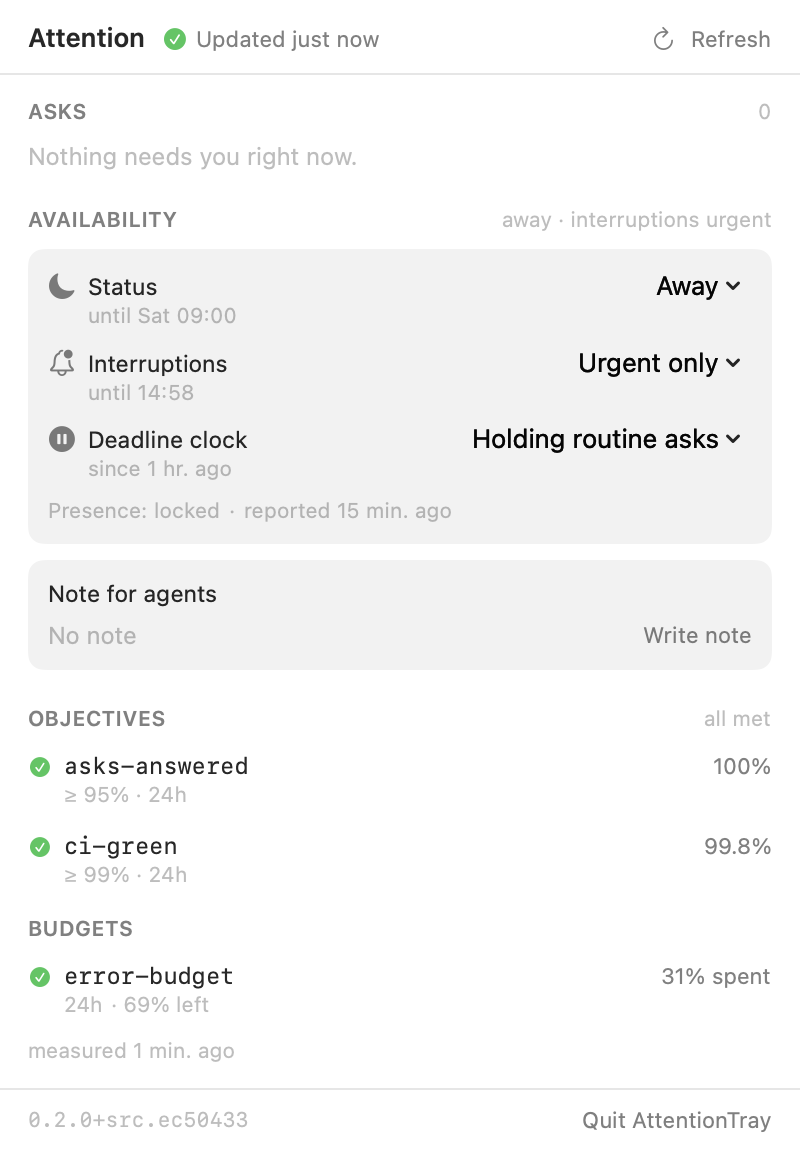 Attention Updated just now Refresh
ASKS 0
Nothing needs you right now.
AVAILABILITY away · interruptions urgent
Status Away
until Sat 09:00
Interruptions Urgent only
until 14:58
Deadline clock Holding routine asks
since 1 hr. ago
Presence: locked · reported 15 min. ago
Note for agents
No note Write note
OBJECTIVES all met
asks-answered 100%
≥ 95% · 24h
ci-green 99.8%
≥ 99% · 24h
BUDGETS
error-budget 31% spent
24h · 69% left
measured 1 min. ago
0.2.0+src.ec50433 Quit AttentionTray